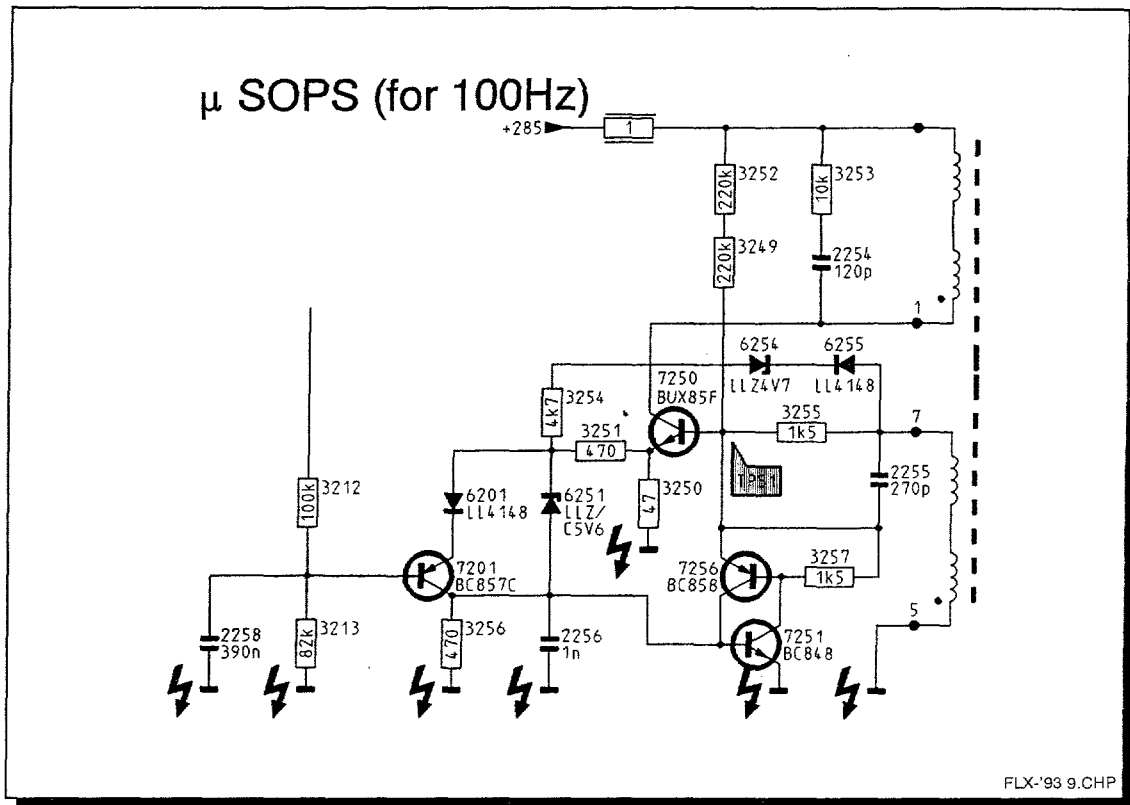 µ SOPS (for 100Hz)
+285
1
3252
220k
3253
10k
3249
220k
2254
120p
1
6254
LLZ4V7
6255
LL4148
7250
BUX85F
3254
4k7
3251
470
3255
1k5
7
TPS1
2255
270p
3212
100k
6201
LL4148
6251
LLZ/
C5V6
3250
47
7201
BC857C
7256
BC858
3257
1k5
5
2258
390n
3213
82k
3256
470
2256
1n
7251
BC848
FLX-'93 9.CHP